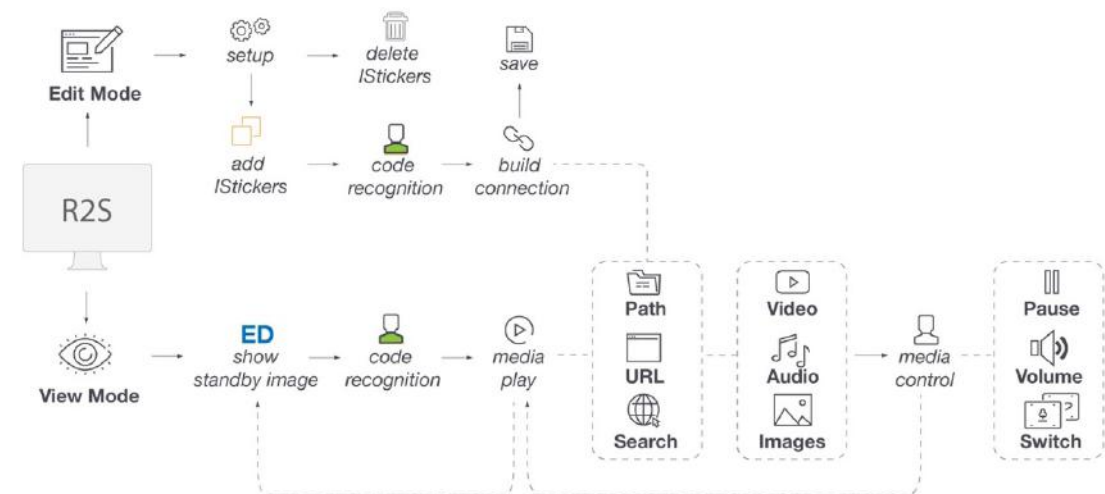 Edit Mode
setup
delete
IStickers
save
add
IStickers
code
recognition
build
connection
R2S
View Mode
ED
show
standby image
code
recognition
media
play
Path
URL
Search
Video
Audio
Images
media
control
Pause
Volume
Switch